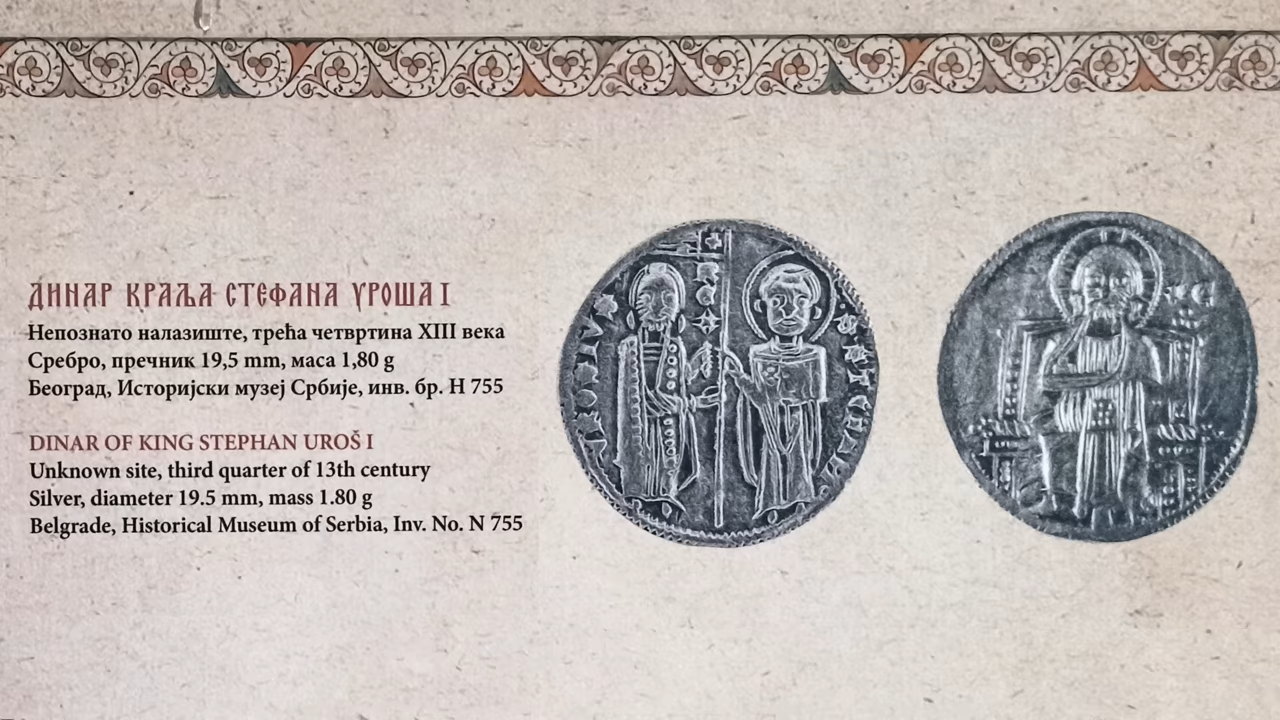 ДИНАР КРАЉА СТЕФАНА УРОША I
Непознато налазиште, трећа четвртина XIII века
Сребро, пречник 19,5 mm, маса 1,80 g
Београд, Историјски музеј Србије, инв. бр. Н 755
DINAR OF KING STEPHAN UROŠ I
Unknown site, third quarter of 13th century
Silver, diameter 19.5 mm, mass 1.80 g
Belgrade, Historical Museum of Serbia, Inv. No. N 755